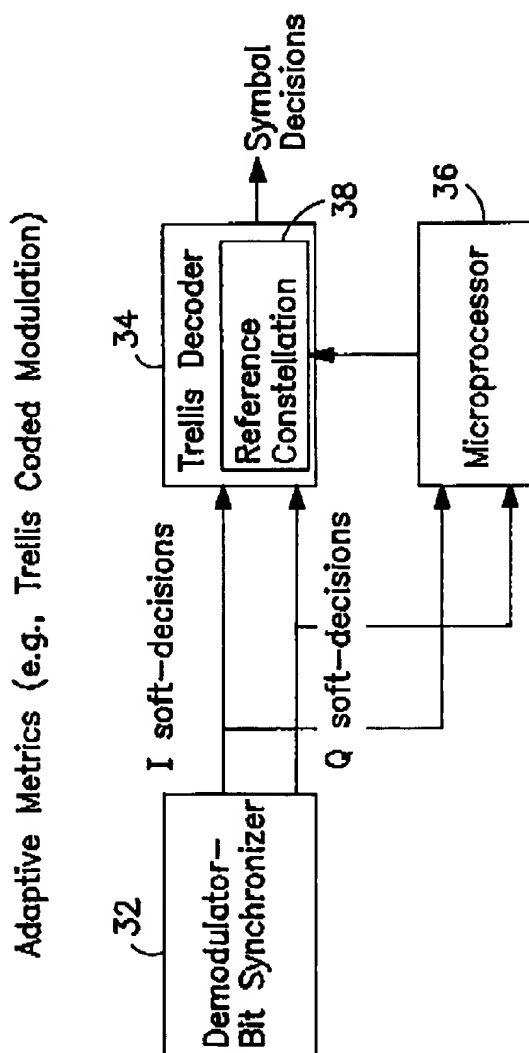 Adaptive Metrics (e.g., Trellis Coded Modulation)
32
Demodulator—
Bit Synchronizer
I soft—decisions
Q soft—decisions
34
Trellis Decoder
Reference
Constellation
38
Symbol
Decisions
Microprocessor
36